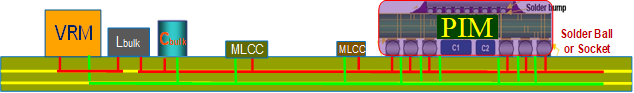 VRM
Lbulk
Cbulk
MLCC
MLCC
Solder bump
PIM
C1
C2
Solder Ball
or Socket